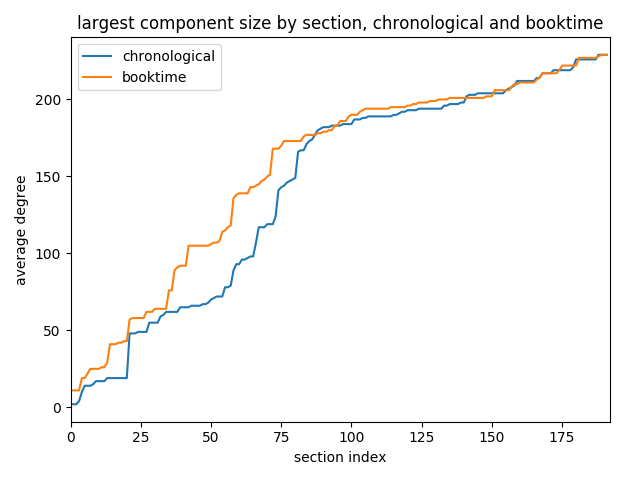 largest component size by section, chronological and booktime
chronological
booktime
average degree
200
150
100
50
0
0 25 50 75 100 125 150 175
section index